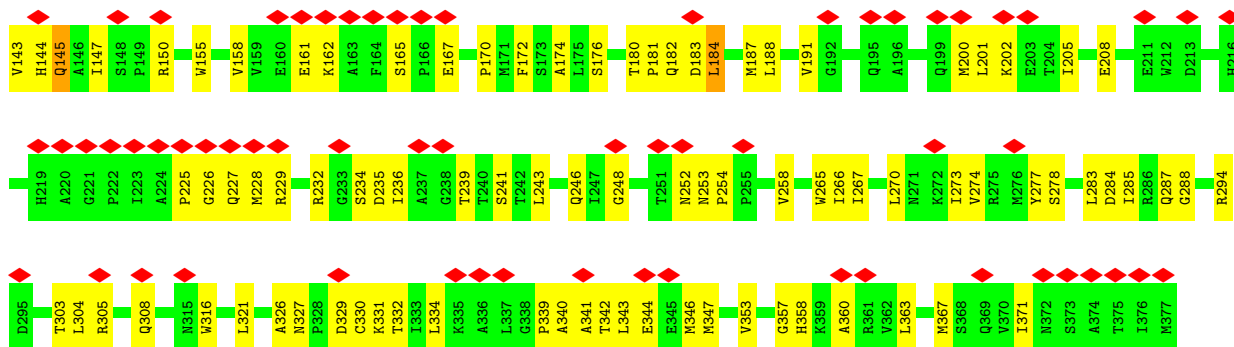 V143 H144 Q145 A146 I147 S148 P149 R150 W155 V158 V159 E160 E161 K162 A163 F164 S165 P166 E167 P170 M171 F172 S173 A174 L175 S176 T180 P181 Q182 D183 L184 M187 L188 V191 G192 Q195 A196 Q199 M200 L201 K202 E203 T204 I205 E208 E211 W212 D213 H216
H219 A220 G221 P222 I223 A224 P225 G226 Q227 M228 R229 R232 G233 S234 D235 I236 A237 G238 T239 T240 S241 T242 L243 Q246 I247 G248 T251 N252 N253 P254 P255 V258 W265 I266 I267 L270 N271 K272 I273 V274 R275 M276 Y277 S278 L283 D284 I285 R286 Q287 G288 R294
D295 T303 L304 R305 Q308 N315 W316 L321 A326 N327 P328 D329 C330 K331 T332 I333 L334 K335 A336 L337 G338 P339 A340 A341 T342 L343 E344 E345 M346 M347 V353 G357 H358 K359 A360 R361 V362 L363 M367 S368 Q369 V370 I371 N372 S373 A374 T375 I376 M377